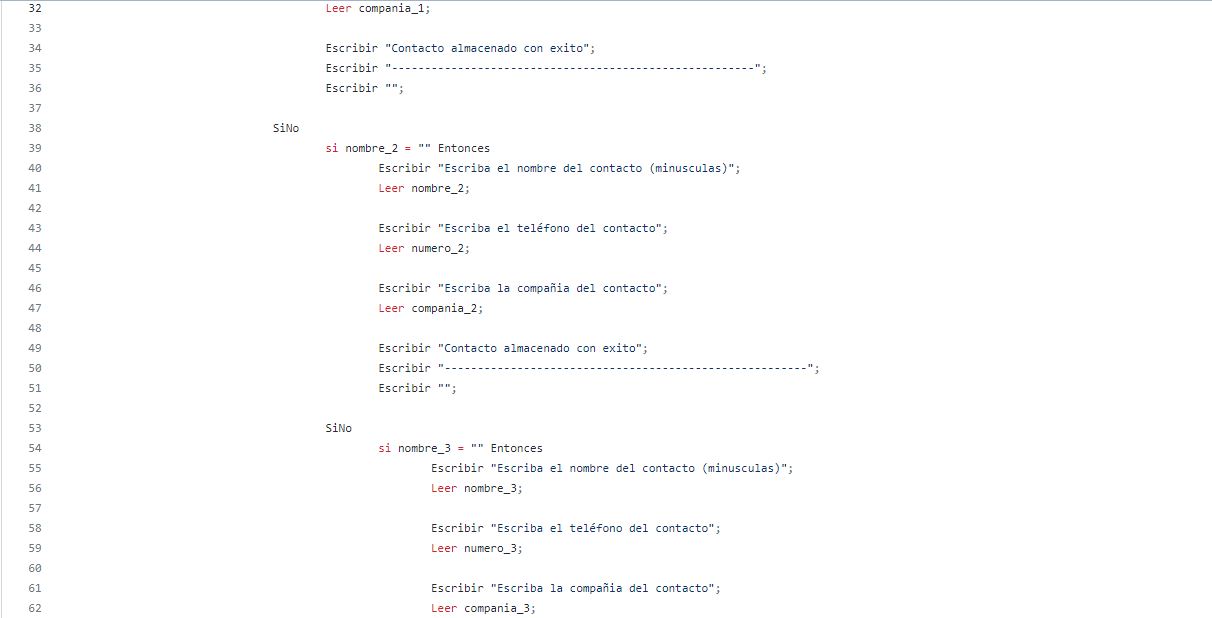 32 Leer compania_1;
33
34 Escribir "Contacto almacenado con exito";
35 Escribir "-------------------------------------------------------";
36 Escribir "";
37
38 SiNo
39 si nombre_2 = "" Entonces
40 Escribir "Escriba el nombre del contacto (minusculas)";
41 Leer nombre_2;
42
43 Escribir "Escriba el teléfono del contacto";
44 Leer numero_2;
45
46 Escribir "Escriba la compañia del contacto";
47 Leer compania_2;
48
49 Escribir "Contacto almacenado con exito";
50 Escribir "-------------------------------------------------------";
51 Escribir "";
52
53 SiNo
54 si nombre_3 = "" Entonces
55 Escribir "Escriba el nombre del contacto (minusculas)";
56 Leer nombre_3;
57
58 Escribir "Escriba el teléfono del contacto";
59 Leer numero_3;
60
61 Escribir "Escriba la compañia del contacto";
62 Leer compania_3;